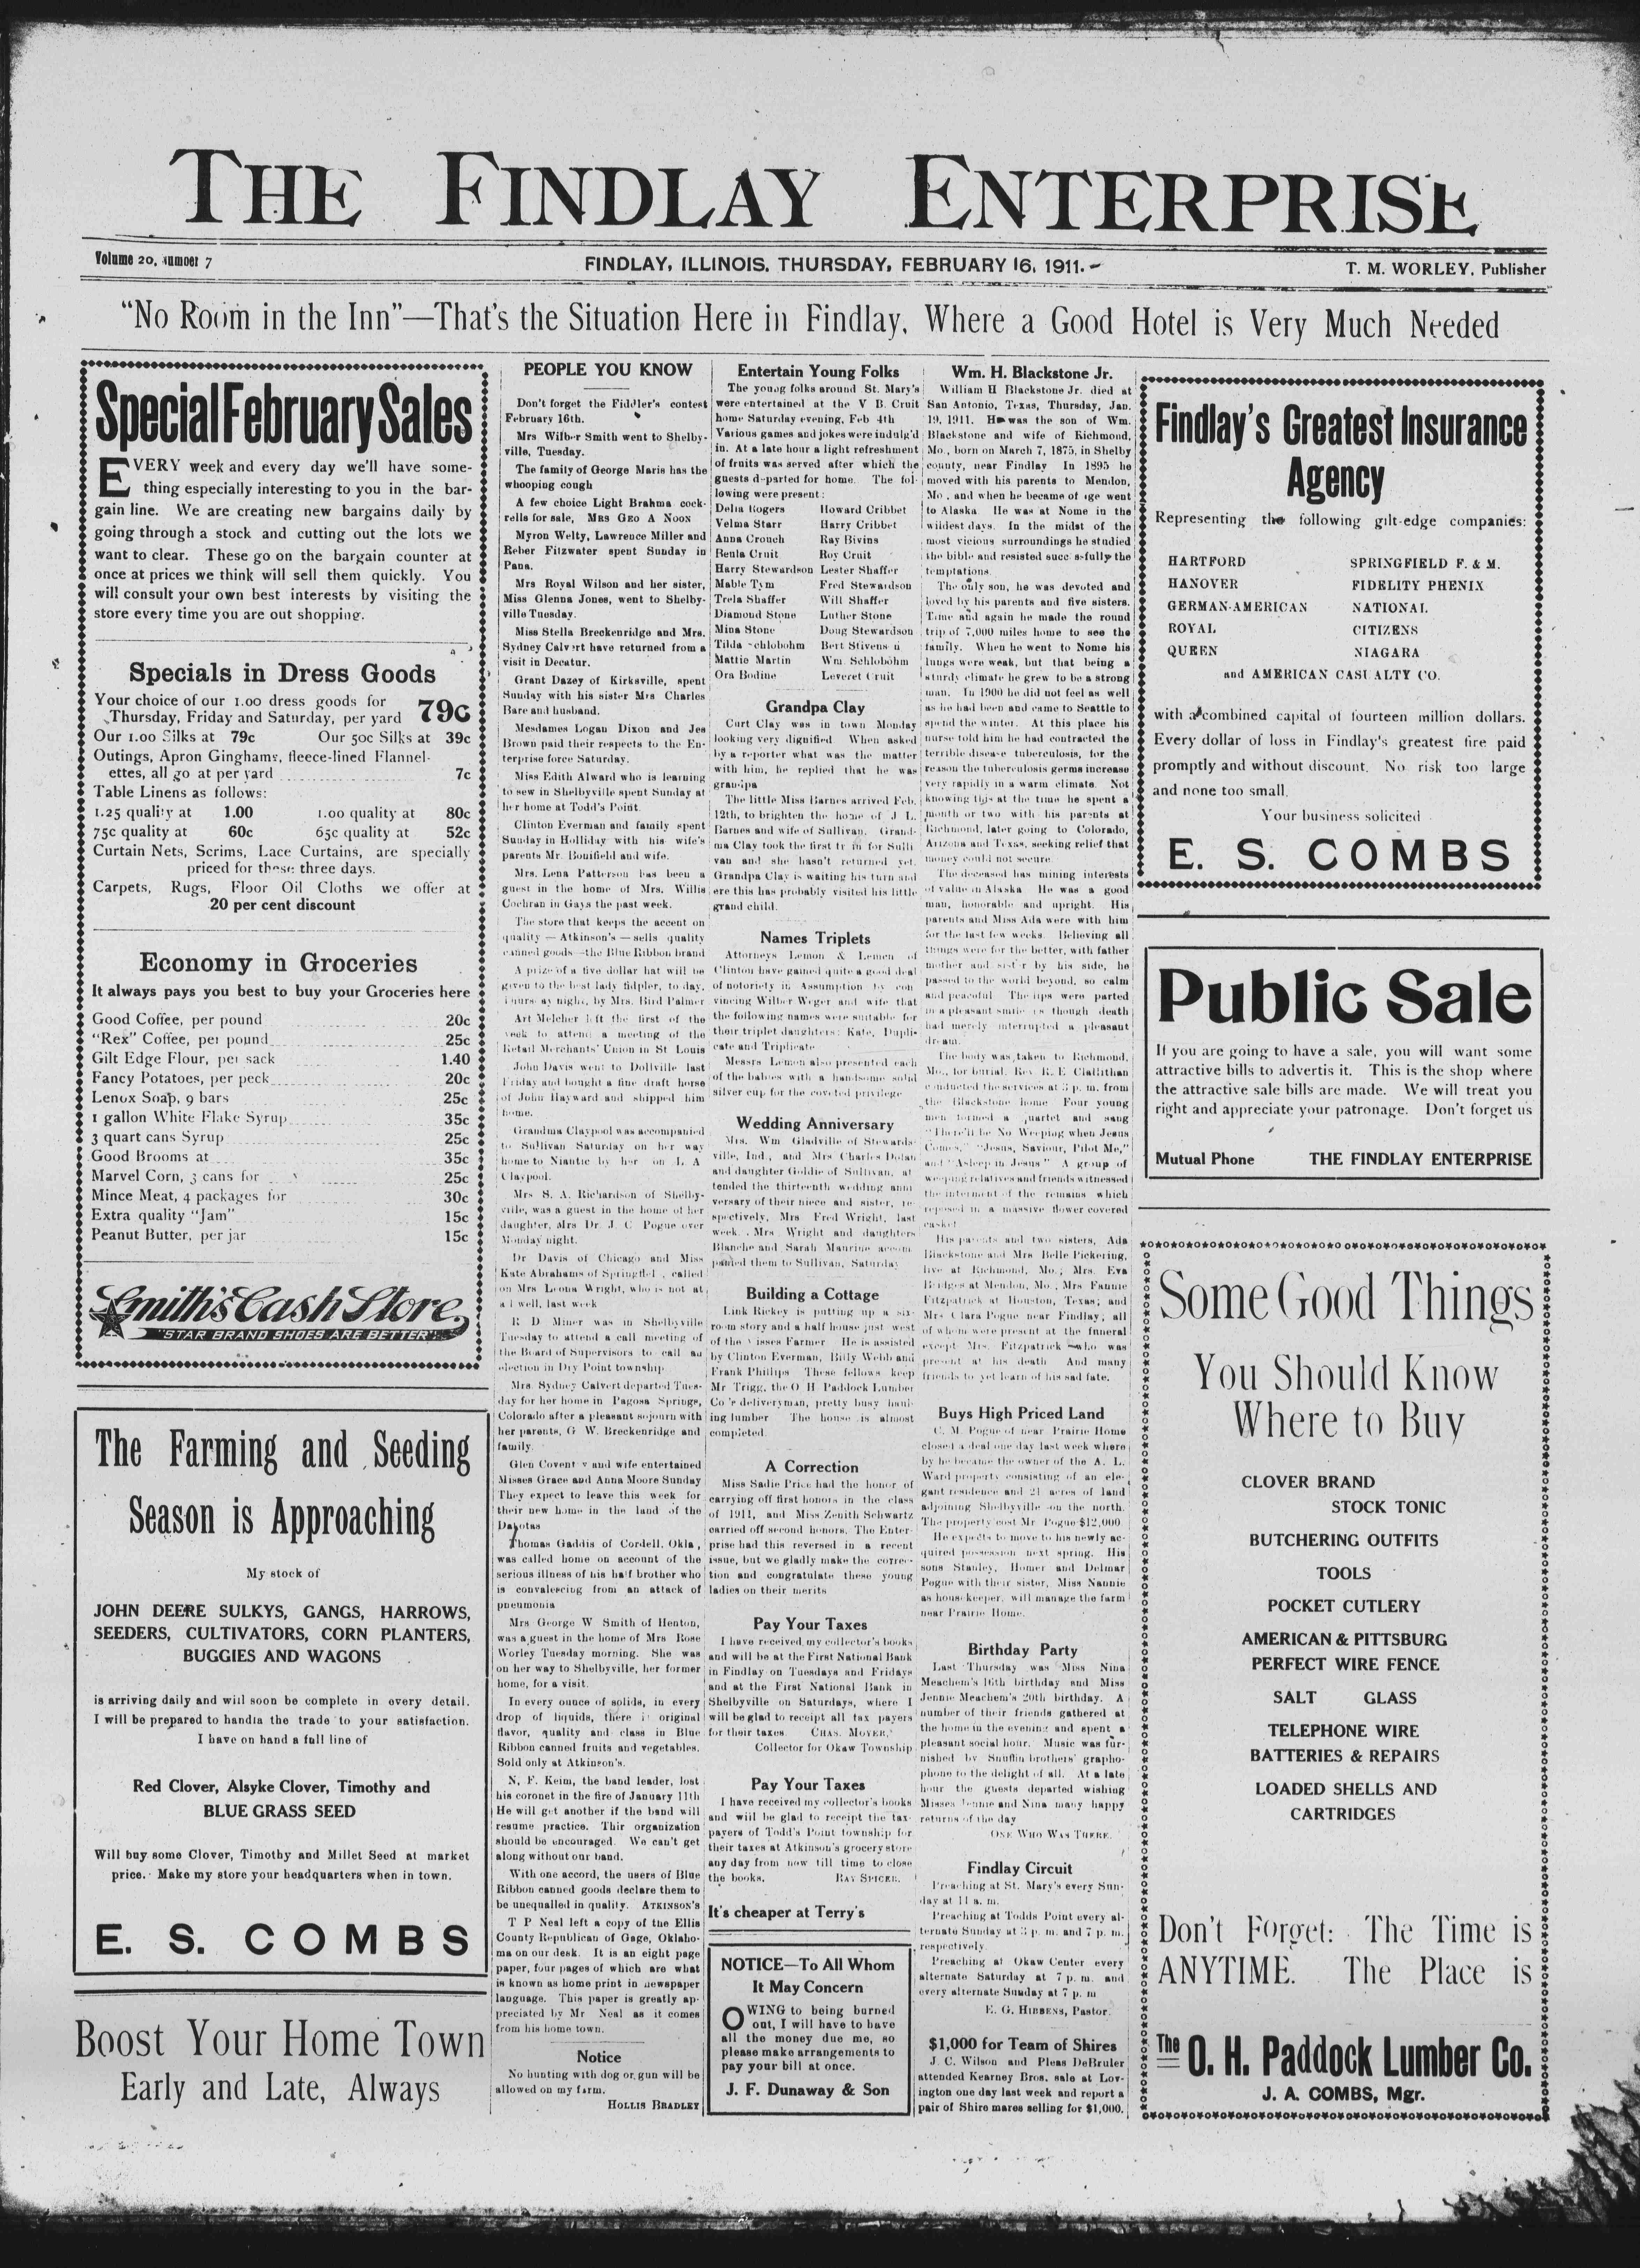 THE FINDLAY ENTERPRISE
Volume 20, 7
FINDLAY, ILLINOIS. THURSDAY, FEBRUARY 16, 1911.
T. M. WORLEY, Publisher
"No Room in the Inn"—That's the Situation Here in Findlay, Where a Good Hotel is Very Much Needed
Special February Sales
EVERY week and every day we'll have some-
thing especially interesting to you in the bar-
gain line. We are creating new bargains daily by
going through a stock and cutting out the lots we
want to clear. These go on the bargain counter at
once at prices we think will sell them quickly. You
will consult your own best interests by visiting the
store every time you are out shopping.
Specials in Dress Goods
Your choice of our 1.00 dress goods for
Thursday, Friday and Saturday, per yard 79c
Our 1.00 Silks at 79c Our 50c Silks at 39c
Outings, Apron Ginghams, fleece-lined Flannel-
ettes, all go at per yard 7c
Table Linens as follows:
1.25 quality at 1.00 1.00 quality at 80c
75c quality at 60c 65c quality at 52c
Curtain Nets, Scrims, Lace Curtains, are specially
priced for these three days.
Carpets, Rugs, Floor Oil Cloths we offer at
20 per cent discount
Economy in Groceries
It always pays you best to buy your Groceries here
Good Coffee, per pound 20c
"Rex" Coffee, per pound 25c
Gilt Edge Flour, per sack 1.40
Fancy Potatoes, per peck 20c
Lenox Soap, 9 bars 25c
1 gallon White Flake Syrup 35c
3 quart cans Syrup 25c
Good Brooms at 35c
Marvel Corn, 3 cans for 25c
Mince Meat, 4 packages for 30c
Extra quality "Jam" 15c
Peanut Butter, per jar 15c
Smith's Cash Store
"STAR BRAND SHOES ARE BETTER"
The Farming and Seeding
Season is Approaching
My stock of
JOHN DEERE SULKYS, GANGS, HARROWS,
SEEDERS, CULTIVATORS, CORN PLANTERS,
BUGGIES AND WAGONS
is arriving daily and will soon be complete in every detail.
I will be prepared to handla the trade to your satisfaction.
I have on hand a full line of
Red Clover, Alsyke Clover, Timothy and
BLUE GRASS SEED
Will buy some Clover, Timothy and Millet Seed at market
price. Make my store your headquarters when in town.
E. S. COMBS
Boost Your Home Town
Early and Late, Always
PEOPLE YOU KNOW
Don't forget the Fiddler's contest
February 16th.
Mrs Wilber Smith went to Shelby-
ville, Tuesday.
The family of George Maris has the
whooping cough
A few choice Light Brahma cock-
rells for sale, MRS GEO A NOON
Myron Welty, Lawrence Miller and
Reber Fitzwater spent Sunday in
Pana.
Mrs Royal Wilson and her sister,
Miss Glenna Jones, went to Shelby-
ville Tuesday.
Miss Stella Breckenridge and Mrs.
Sydney Calvert have returned from a
visit in Decatur.
Grant Dazey of Kirksville, spent
Sunday with his sister Mrs Charles
Bare and husband.
Mesdames Logan Dixon and Jes
Brown paid their respects to the En-
terprise force Saturday.
Miss Edith Alward who is learning
to sew in Shelbyville spent Sunday at
her home at Todd's Point.
Clinton Everman and family spent
Sunday in Holliday with his wife's
parents Mr. Bonifield and wife.
Mrs. Lena Patterson has been a
guest in the home of Mrs. Willis
Cochran in Gays the past week.
The store that keeps the accent on
quality — Atkinson's — sells quality
canned goods—the Blue Ribbon brand
A prize of a five dollar hat will be
given to the best lady fidpler, to day,
night, by Mrs. Bird Palmer
Art Melcher left the first of the
week to attend a meeting of the
Retail Merchants' Union in St Louis
John Davis went to Dollville last
Friday and bought a fine draft horse
of John Hayward and shipped him
home.
Grandma Claypool was accompanied
to Sullivan Saturday on her way
home to Niantic by her on L A
Claypool.
Mrs S. A. Richardson of Shelby-
ville, was a guest in the home of her
daughter, Mrs Dr. J. C Pogue over
Monday night.
Dr Davis of Chicago and Miss
Kate Abrahams of , called
on Mrs Leona Wright, who is not at
all well, last week
R D Miner was in Shelbyville
Tuesday to attend a call meeting of
the Board of Supervisors to call an
election in Dry Point township
Mrs. Sydney Calvert departed Tues-
day for her home in Pagosa Springs,
Colorado after a pleasant sojourn with
her parents, G W. Breckenridge and
family.
Glen Coventry and wife entertained
Misses Grace and Anna Moore Sunday
They expect to leave this week for
their new home in the land of the
Dakotas
Thomas Gaddis of Cordell, Okla,
was called home on account of the
serious illness of his half brother who
is convalescing from an attack of
pneumonia
Mrs George W Smith of Henton,
was a guest in the home of Mrs Rose
Worley Tuesday morning. She was
on her way to Shelbyville, her former
home, for a visit.
In every ounce of solids, in every
drop of liquids, there is original
flavor, quality and class in Blue
Ribbon canned fruits and vegetables.
Sold only at Atkinson's.
N. F. Keim, the band leader, lost
his coronet in the fire of January 11th
He will get another if the band will
resume practice. Thir organization
should be encouraged. We can't get
along without our band.
With one accord, the users of Blue
Ribbon canned goods declare them to
be unequalled in quality. ATKINSON'S
T P Neal left a copy of the Ellis
County Republican of Gage, Oklaho-
ma on our desk. It is an eight page
paper, four pages of which are what
is known as home print in newspaper
language. This paper is greatly ap-
preciated by Mr Neal as it comes
from his home town.
Notice
No hunting with dog or gun will be
allowed on my farm.
HOLLIS BRADLEY
Entertain Young Folks
The young folks around St. Mary's
were entertained at the V B. Cruit
home Saturday evening, Feb 4th
Various games and jokes were indulg'd
in. At a late hour a light refreshment
of fruits was served after which the
guests departed for home. The fol-
lowing were present:
Delia Rogers Howard Cribbet
Velma Starr Harry Cribbet
Anna Crouch Ray Bivins
Beula Cruit Roy Cruit
Harry Stewardson Lester Shaffer
Mable Tym Fred Stewardson
Trela Shaffer Will Shaffer
Diamond Stone Luther Stone
Mina Stone Doug Stewardson
Tilda Bert
Mattie Martin Wm Schlobohm
Ora Bodine Leveret Cruit
Grandpa Clay
Curt Clay was in town Monday
looking very dignified When asked
by a reporter what was the matter
with him, he replied that he was
grandpa
The little Miss Barnes arrived Feb.
12th, to brighten the home of J L
Barnes and wife of Sullivan. Grand-
ma Clay took the first train for Sulli
van and she hasn't returned yet.
Grandpa Clay is waiting his turn and
ere this has probably visited his little
grand child.
Names Triplets
Attorneys Lemon & Lemen of
Clinton have gained quite a good deal
of notoriety in Assumption by con
vincing Wilber Weger and wife that
the following names were suitable for
their triplet daughters: Kate, Dupli-
cate and Triplicate
Messrs Lemon also presented each
of the babies with a handsome solid
silver cup for the coveted privilege
Wedding Anniversary
Mrs. Wm Gladville of Stewards-
ville, Ind., and Mrs Charles Dolan
and daughter Goldie of Sullivan, at
tended the thirteenth wedding anni
versary of their niece and sister, re-
spectively, Mrs Fred Wright, last
week. Mrs Wright and daughters
Blanche and Sarah Maurine accom
panied them to Sullivan, Saturday
Building a Cottage
Link Rickey is putting up a six-
room story and a half house just west
of the Misses Farmer He is assisted
by Clinton Everman, Billy Webb and
Frank Phillips These fellows keep
Mr Trigg, the O H Paddock Lumber
Co 's deliveryman, pretty busy haul-
ing lumber The house is almost
completed.
A Correction
Miss Sadie Price had the honor of
carrying off first honors in the class
of 1911, and Miss Zenith Schwartz
carried off second honors. The Enter-
prise had this reversed in a recent
issue, but we gladly make the correc-
tion and congratulate these young
ladies on their merits
Pay Your Taxes
I have received my collector's books
and will be at the First National Bank
in Findlay on Tuesdays and Fridays
and at the First National Bank in
Shelbyville on Saturdays, where I
will be glad to receipt all tax payers
for their taxes CHAS. MOYER,
Collector for Okaw Township
Pay Your Taxes
I have received my collector's books
and will be glad to receipt the tax-
payers of Todd's Point township for
their taxes at Atkinson's grocery store
any day from now till time to close
the books. RAY SPICER.
It's cheaper at Terry's
NOTICE—To All Whom
It May Concern
OWING to being burned
out, I will have to have
all the money due me, so
please make arrangements to
pay your bill at once.
J. F. Dunaway & Son
Wm. H. Blackstone Jr.
William H Blackstone Jr. died at
San Antonio, Texas, Thursday, Jan.
19, 1911. He was the son of Wm.
Blackstone and wife of Richmond,
Mo., born on March 7, 1875, in Shelby
county, near Findlay In 1895 he
moved with his parents to Mendon,
Mo, and when he became of age went
to Alaska He was at Nome in the
wildest days. In the midst of the
most vicious surroundings he studied
the bible and resisted successfully the
temptations.
The only son, he was devoted and
loved by his parents and five sisters.
Time and again he made the round
trip of 7,000 miles home to see the
family. When he went to Nome his
lungs were weak, but that being a
sturdy climate he grew to be a strong
man. In 1900 he did not feel as well
as he had been and came to Seattle to
spend the winter. At this place his
nurse told him he had contracted the
terrible disease tuberculosis, for the
reason the tuberculosis germs increase
very rapidly in a warm climate. Not
knowing this at the time he spent a
month or two with his parents at
Richmond, later going to Colorado,
Arizona and Texas, seeking relief that
money could not secure
The deceased has mining interests
of value in Alaska He was a good
man, honorable and upright. His
parents and Miss Ada were with him
for the last few weeks. Believing all
things were for the better, with father
mother and sister by his side, he
passed to the world beyond, so calm
and peaceful The lips were parted
in a pleasant smile as though death
had merely interrupted a pleasant
dream.
The body was taken to Richmond,
Mo., for burial. Rev R. E Clallithan
conducted the services at 3 p. m. from
the Blackstone home Four young
men formed a quartet and sang
"There'll be No Weeping when Jesus
Comes," "Jesus, Saviour, Pilot Me,"
and "Asleep in Jesus" A group of
weeping relatives and friends witnessed
the interment of the remains which
reposed in a massive flower covered
casket
His parents and two sisters, Ada
Blackstone and Mrs Belle Pickering,
live at Richmond, Mo.; Mrs. Eva
Bridges at Mendon, Mo., Mrs Fannie
Fitzpatrick at Houston, Texas; and
Mrs Clara Pogue near Findlay; all
of whom were present at the funeral
except Mrs. Fitzpatrick who was
present at his death And many
friends to yet learn of his sad fate.
Buys High Priced Land
C. M. Pogue of near Prairie Home
closed a deal one day last week where
by he became the owner of the A. L.
Ward property consisting of an ele-
gant residence and 21 acres of land
adjoining Shelbyville on the north.
The property cost Mr Pogue $12,000
He expects to move to his newly ac-
quired possession next spring. His
sons Stanley, Homer and Delmar
Pogue with their sister, Miss Nannie
as housekeeper, will manage the farm
near Prairie Home.
Birthday Party
Last Thursday was Miss Nina
Meachem's 16th birthday and Miss
Jennie Meachem's 20th birthday. A
number of their friends gathered at
the home in the evening and spent a
pleasant social hour. Music was fur-
nished by Snuffin brothers' grapho-
phone to the delight of all. At a late
hour the guests departed wishing
Misses Jennie and Nina many happy
returns of the day
ONE WHO WAS THERE.
Findlay Circuit
Preaching at St. Mary's every Sun-
day at 11 a. m.
Preaching at Todds Point every al-
ternate Sunday at 3 p. m. and 7 p. m.
respectively
Preaching at Okaw Center every
alternate Saturday at 7 p. m. and
every alternate Sunday at 7 p. m
E. G. HIBBENS, Pastor.
$1,000 for Team of Shires
J. C. Wilson and Pleas DeBruler
attended Kearney Bros. sale at Lov-
ington one day last week and report a
pair of Shire mares selling for $1,000.
Findlay's Greatest Insurance
Agency
Representing the following gilt-edge companies:
HARTFORD SPRINGFIELD F. & M.
HANOVER FIDELITY PHENIX
GERMAN-AMERICAN NATIONAL
ROYAL CITIZENS
QUEEN NIAGARA
and AMERICAN CASUALTY CO.
with a combined capital of fourteen million dollars.
Every dollar of loss in Findlay's greatest fire paid
promptly and without discount. No risk too large
and none too small.
Your business solicited
E. S. COMBS
Public Sale
If you are going to have a sale, you will want some
attractive bills to advertis it. This is the shop where
the attractive sale bills are made. We will treat you
right and appreciate your patronage. Don't forget us
Mutual Phone THE FINDLAY ENTERPRISE
Some Good Things
You Should Know
Where to Buy
CLOVER BRAND
STOCK TONIC
BUTCHERING OUTFITS
TOOLS
POCKET CUTLERY
AMERICAN & PITTSBURG
PERFECT WIRE FENCE
SALT GLASS
TELEPHONE WIRE
BATTERIES & REPAIRS
LOADED SHELLS AND
CARTRIDGES
Don't Forget: The Time is
ANYTIME. The Place is
The O. H. Paddock Lumber Co.
J. A. COMBS, Mgr.